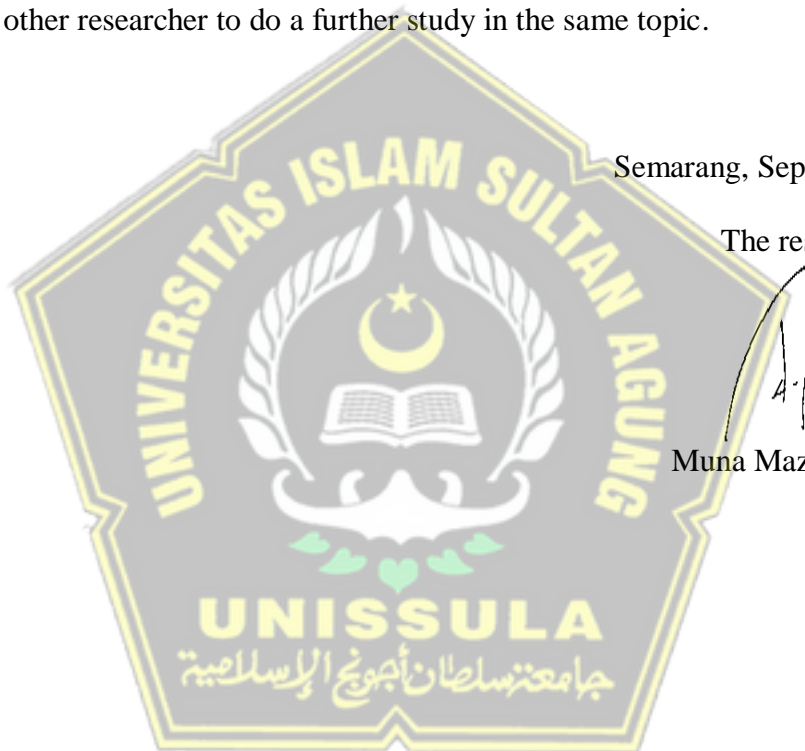 other researcher to do a further study in the same topic.
Semarang, Sep
The re
Muna Maz
UNIVERSITAS ISLAM SULTAN AGUNG
UNISSULA
جامعة سلطان أجونج الإسلامية